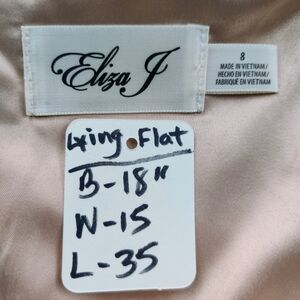 Eliza J
8
MADE IN VIETNAM/
HECHO EN VIETNAM/
FABRIQUÉ EN VIETNAM
Lying Flat
B-18"
W-15
L-35